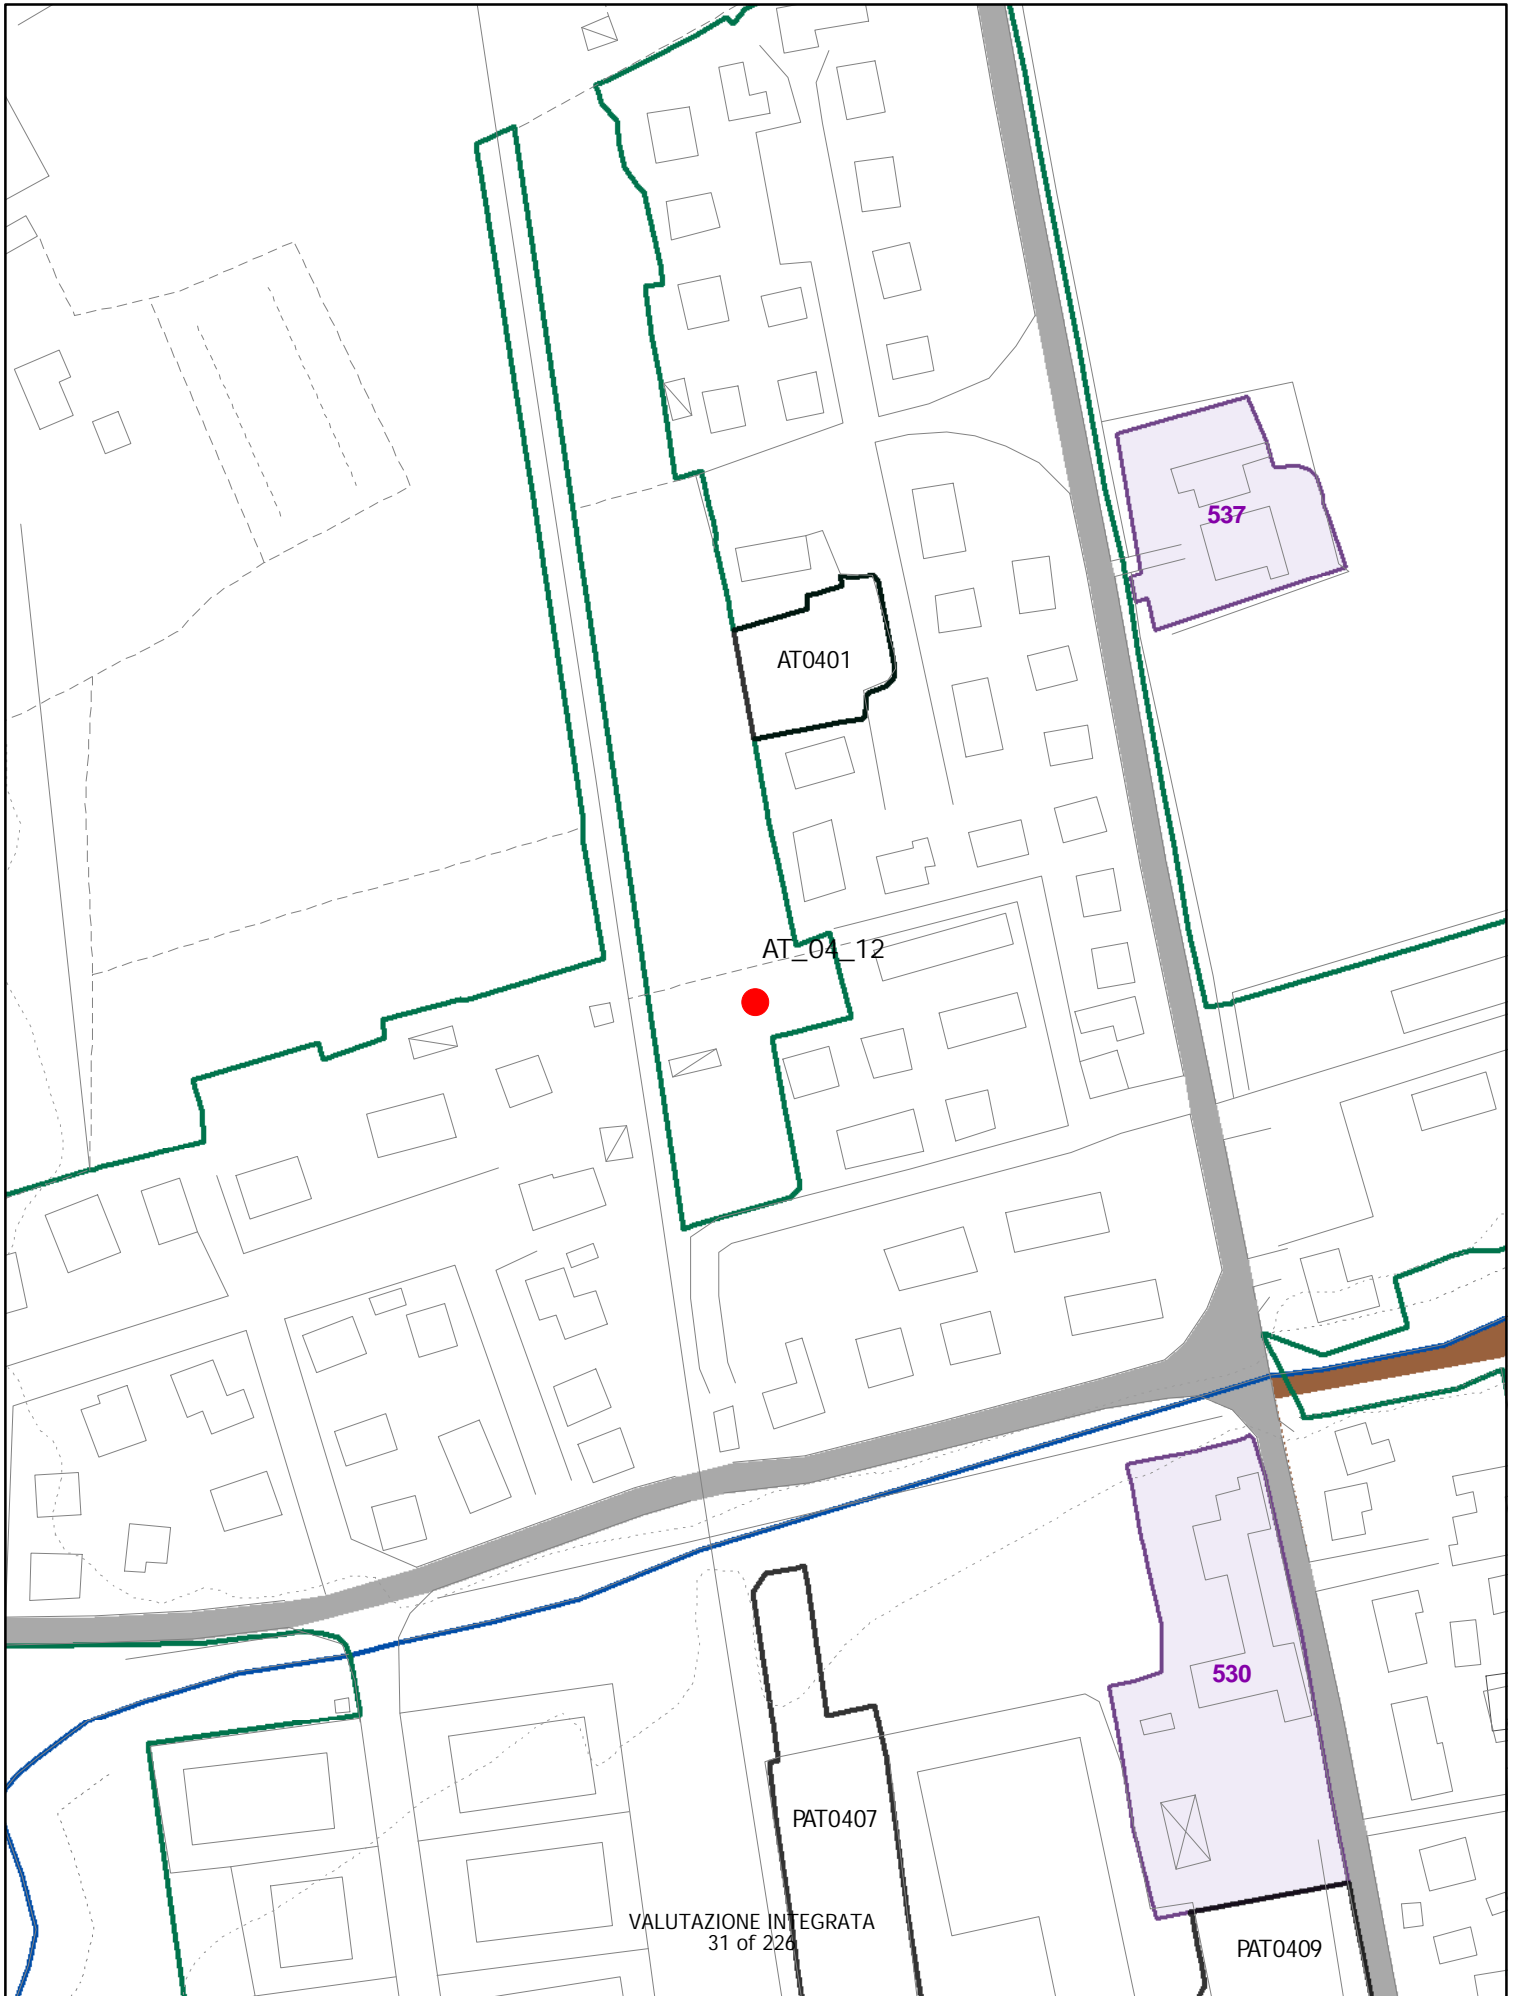 537
AT0401
AT_04_12
530
PAT0407
VALUTAZIONE INTEGRATA
31 of 226
PAT0409